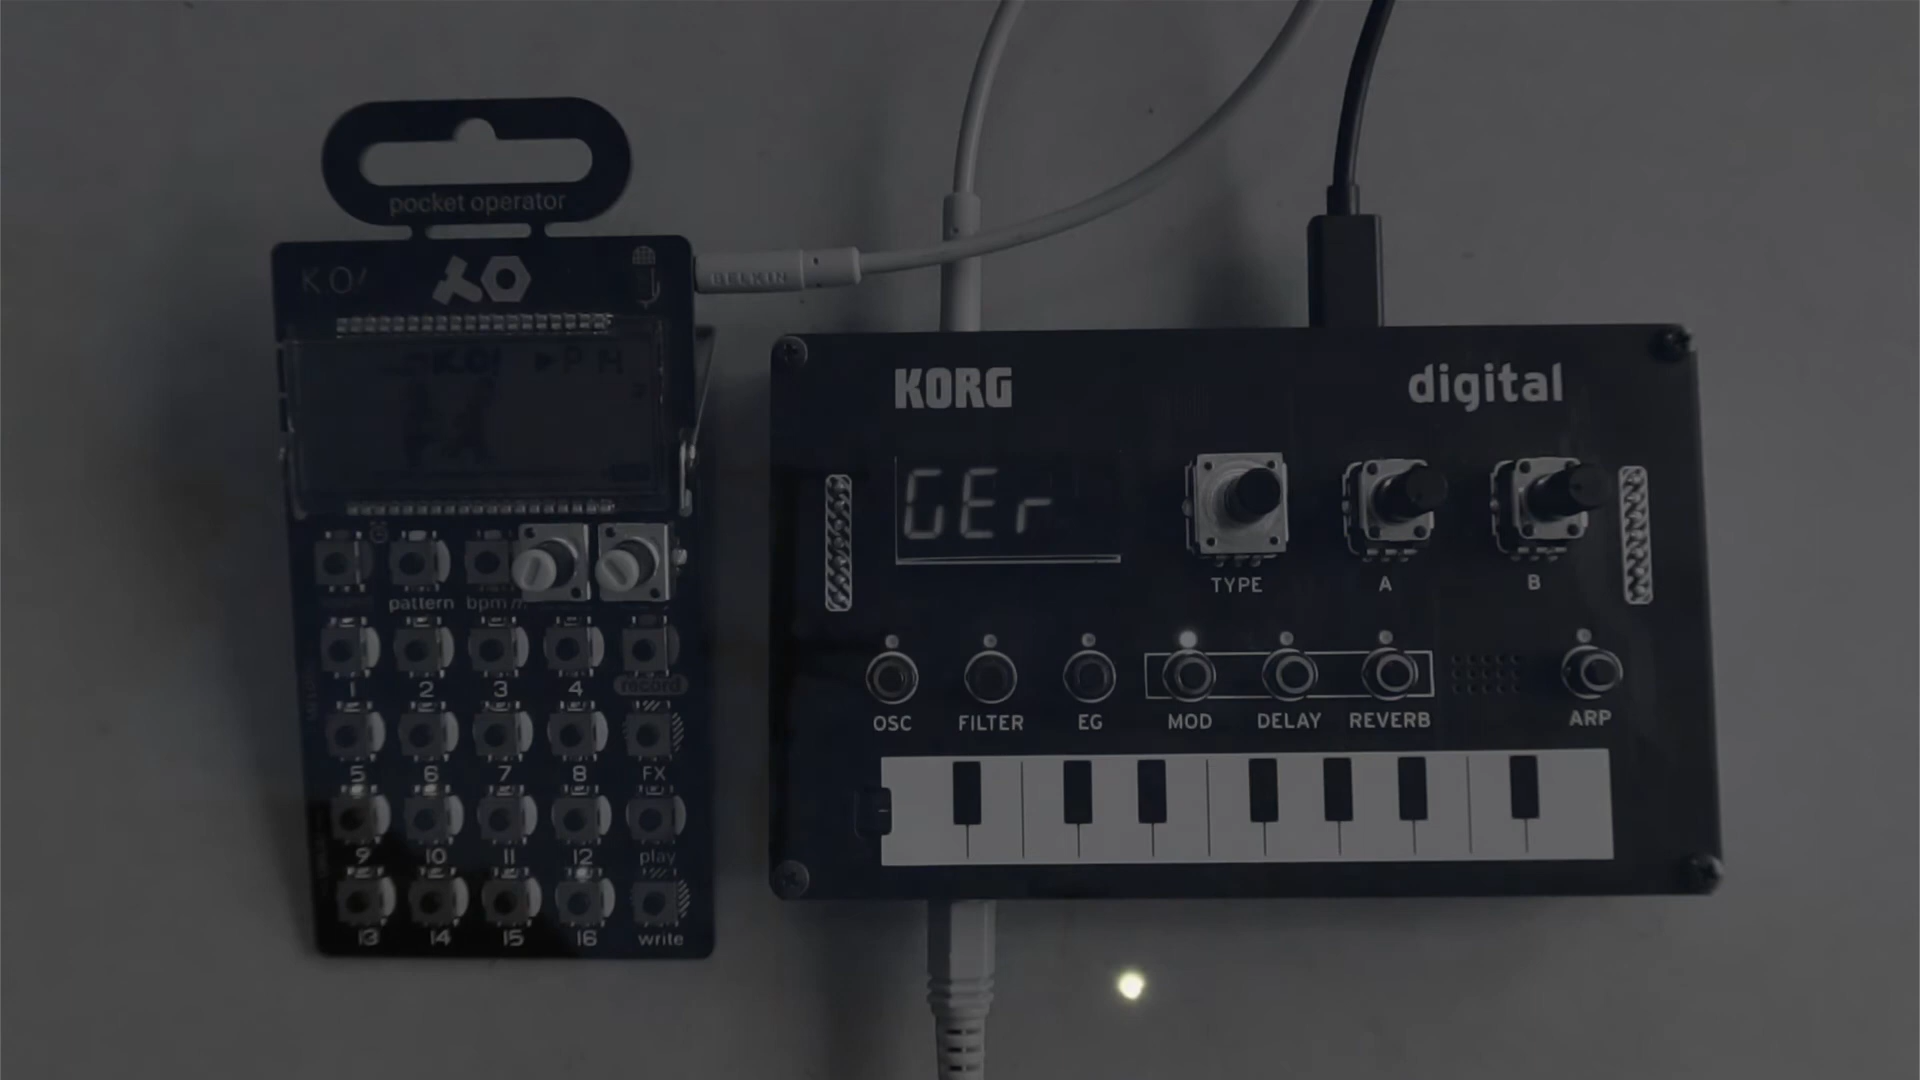 pocket operator
K.O!
BELKIN
K.O! P
KORG
digital
GEr
TYPE
A
B
pattern
bpm
1
2
3
4
record
OSC
FILTER
EG
MOD
DELAY
REVERB
ARP
5
6
7
8
FX
9
10
11
12
play
13
14
15
16
write